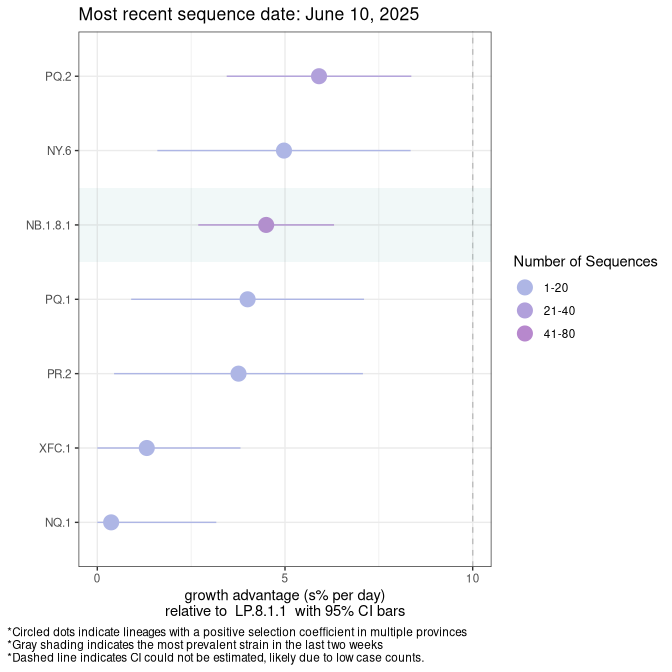 Most recent sequence date: June 10, 2025
PQ.2
NY.6
NB.1.8.1
PQ.1
PR.2
XFC.1
NQ.1
0 5 10
growth advantage (s% per day)
relative to LP.8.1.1 with 95% CI bars
Number of Sequences
1-20
21-40
41-80
*Circled dots indicate lineages with a positive selection coefficient in multiple provinces
*Gray shading indicates the most prevalent strain in the last two weeks
*Dashed line indicates CI could not be estimated, likely due to low case counts.